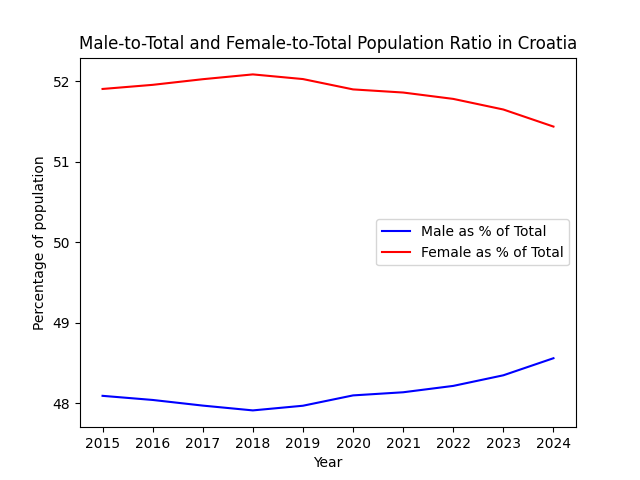 Male-to-Total and Female-to-Total Population Ratio in Croatia
52
51
50
49
48
Percentage of population
Male as % of Total
Female as % of Total
2015 2016 2017 2018 2019 2020 2021 2022 2023 2024
Year